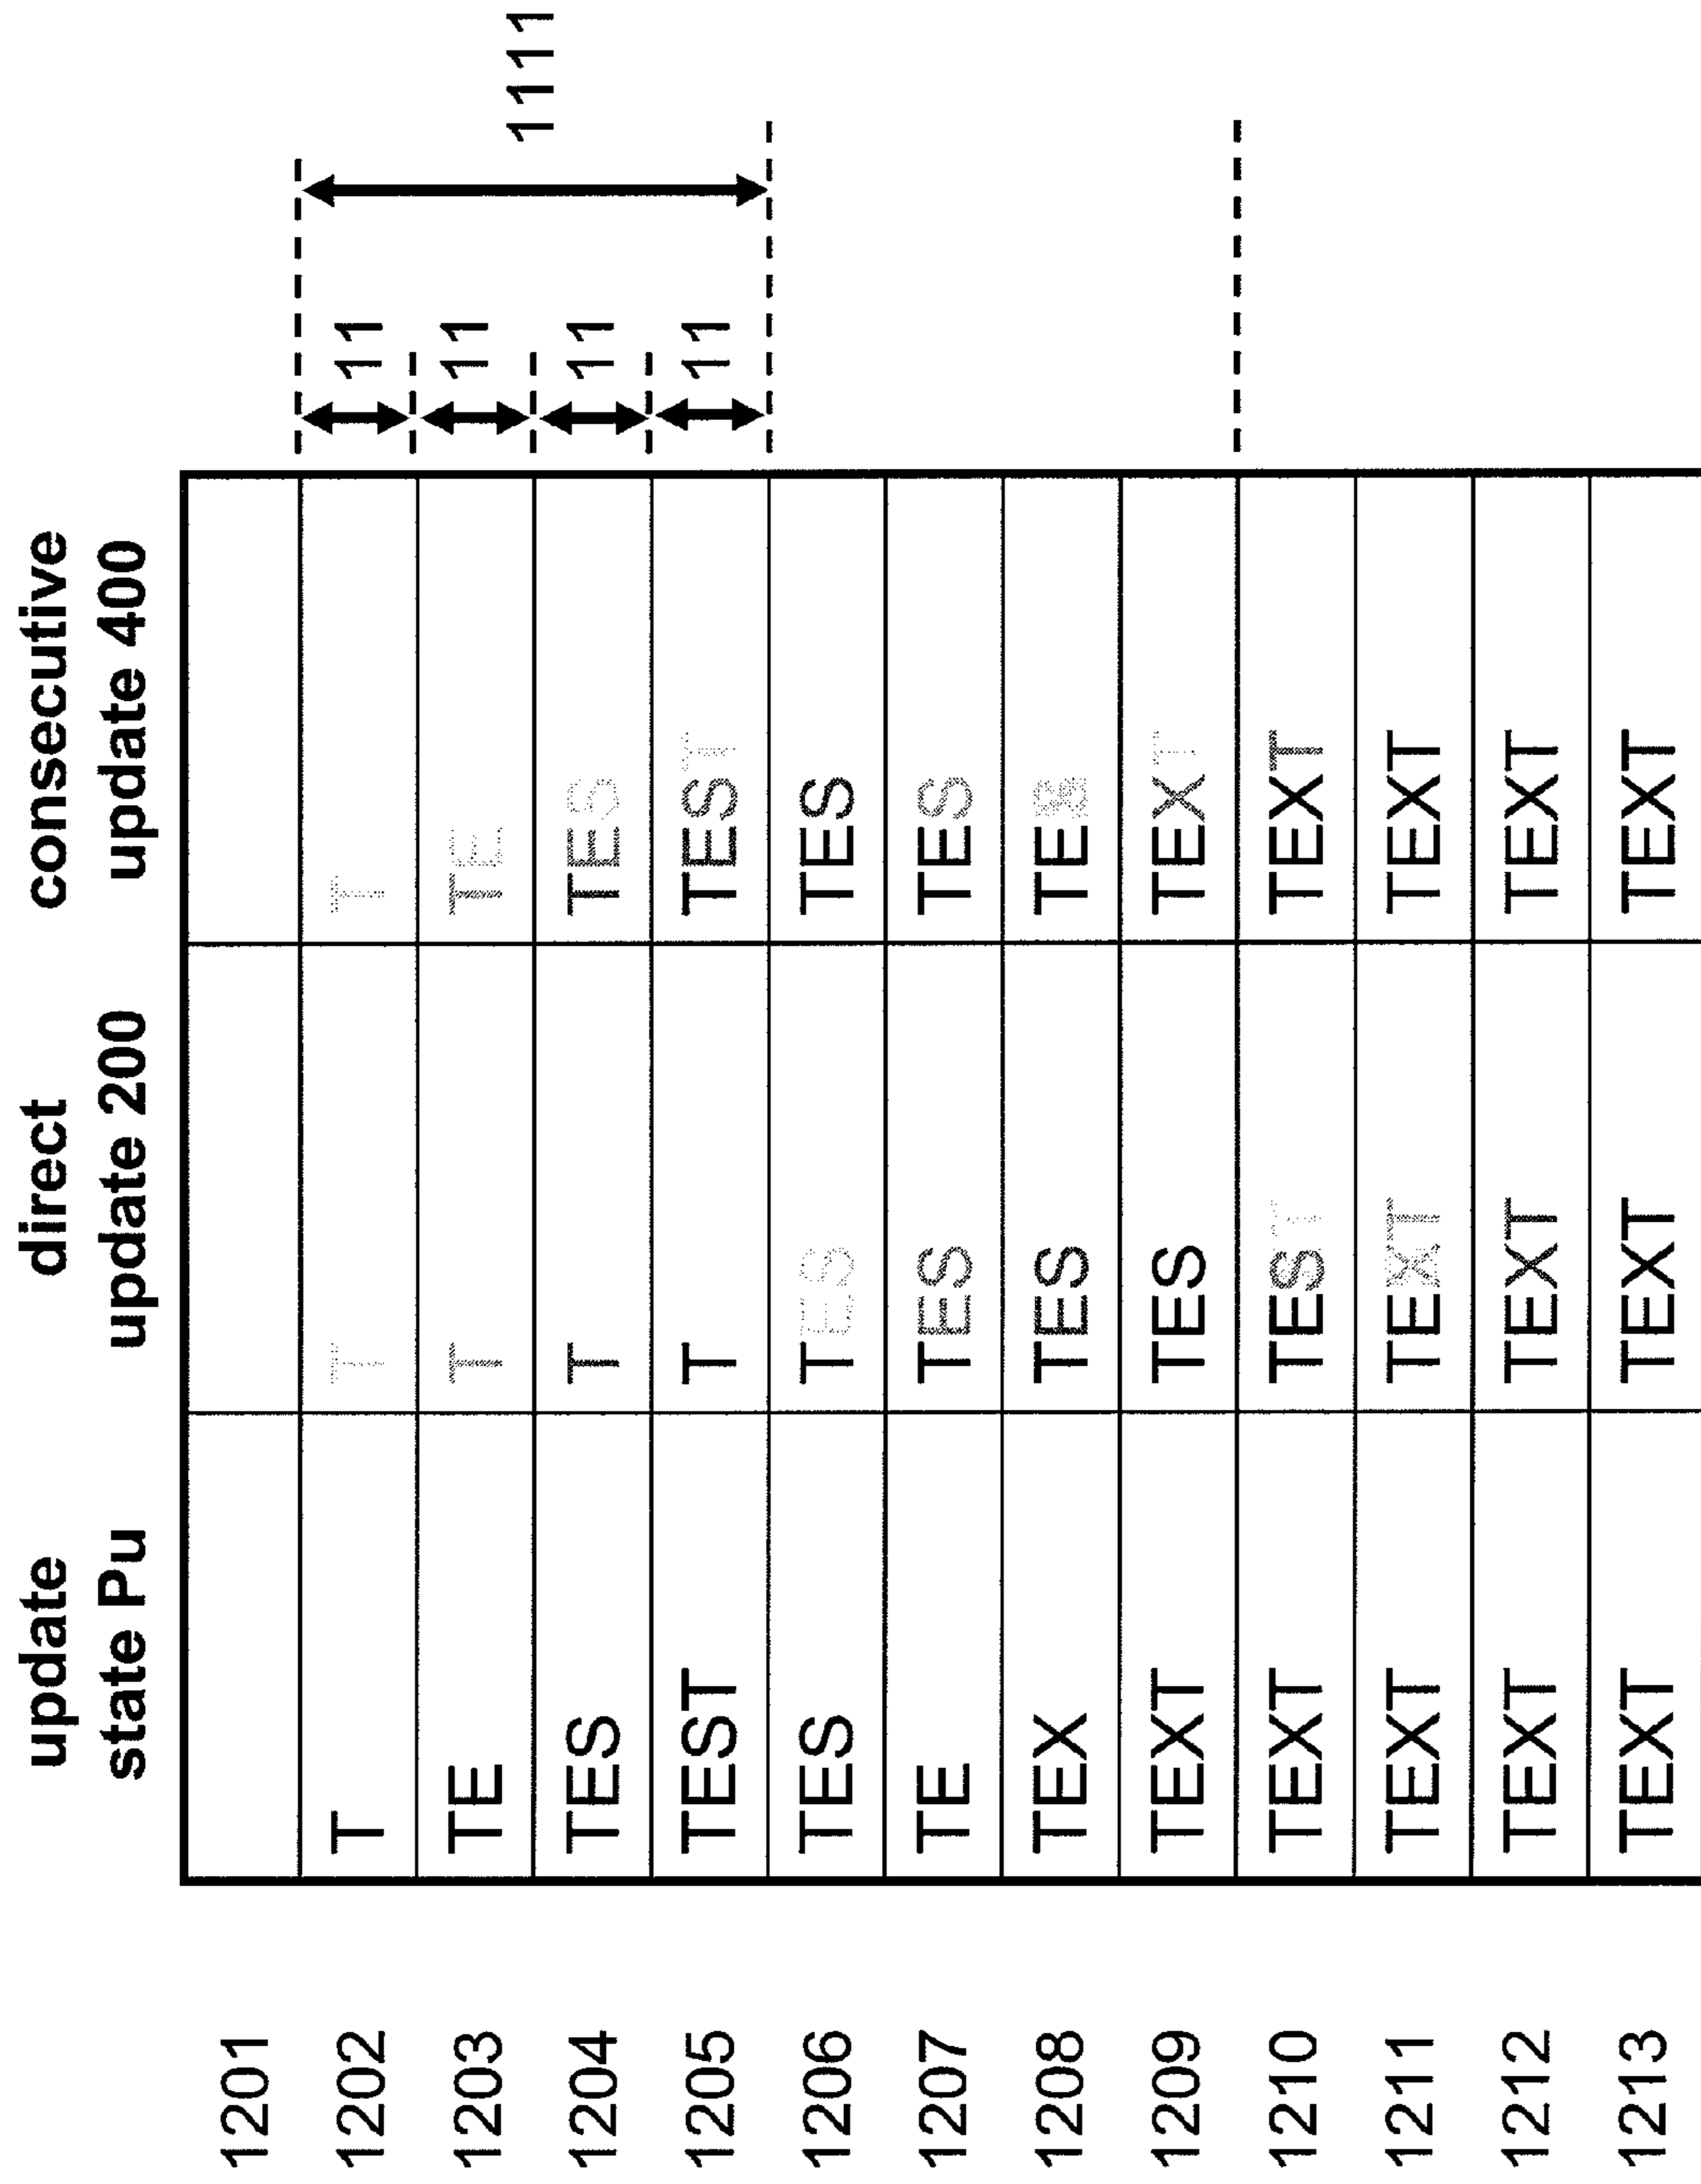 update direct consecutive
state Pu update 200 update 400
1201
1202 T T T 11
1203 TE T TE 11
1111
1204 TES T TES 11
1205 TEST T TEST 11
1206 TES TES TES
1207 TE TES TES
1208 TEX TES TE
1209 TEXT TES TEXT
1210 TEXT TEST TEXT
1211 TEXT TEXT TEXT
1212 TEXT TEXT TEXT
1213 TEXT TEXT TEXT